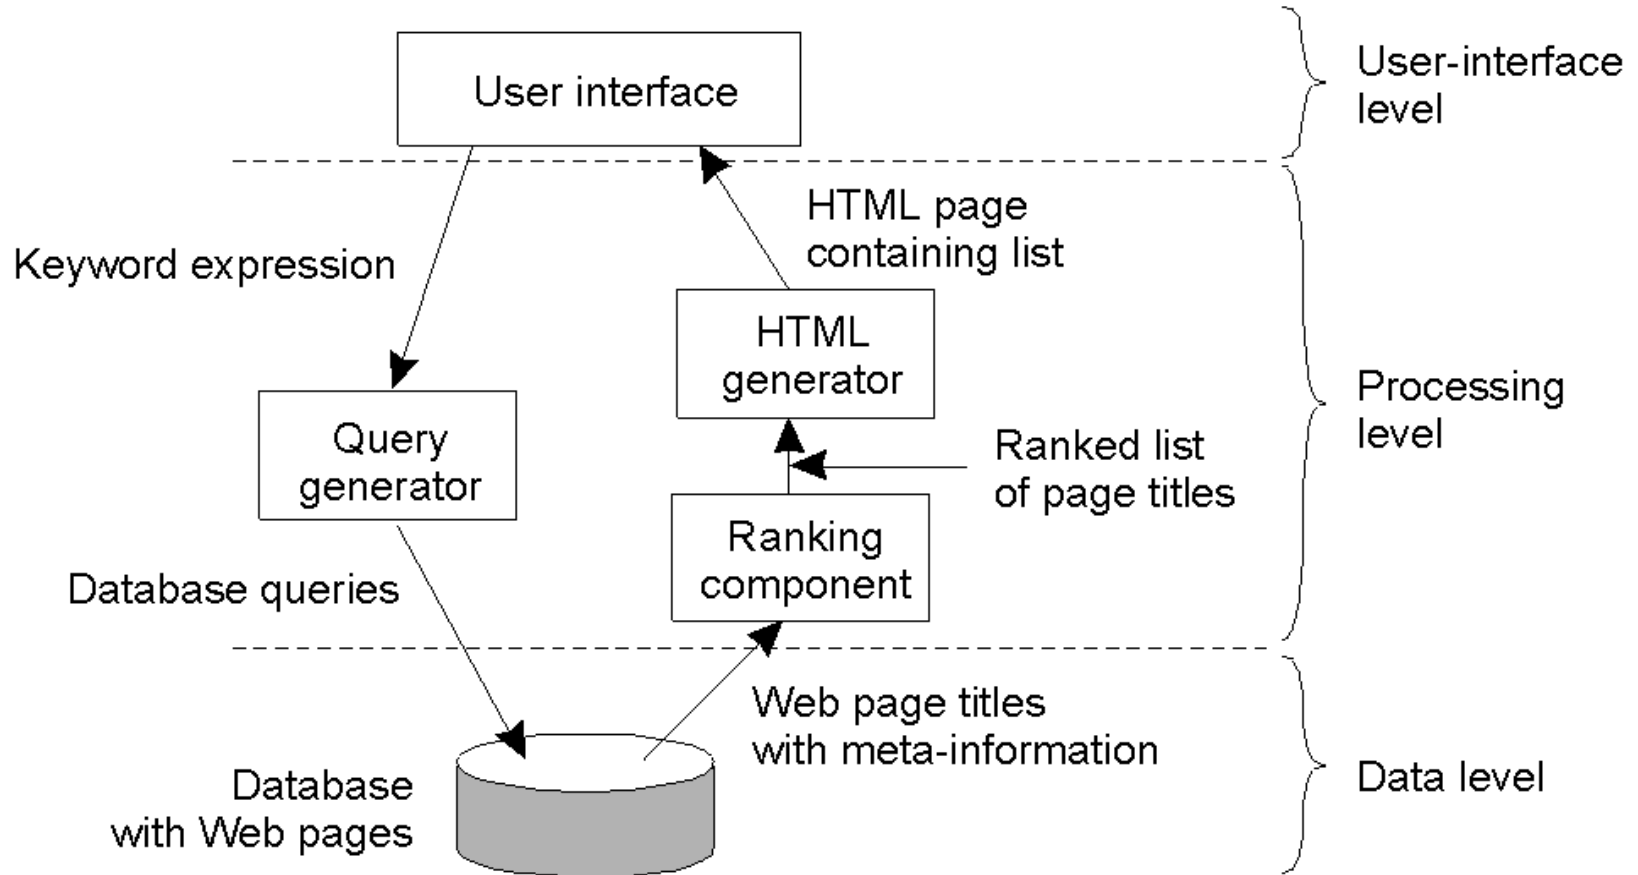 User interface
User-interface
level
HTML page
containing list
Keyword expression
HTML
generator
Processing
level
Query
generator
Ranked list
of page titles
Ranking
component
Database queries
Web page titles
with meta-information
Database
with Web pages
Data level